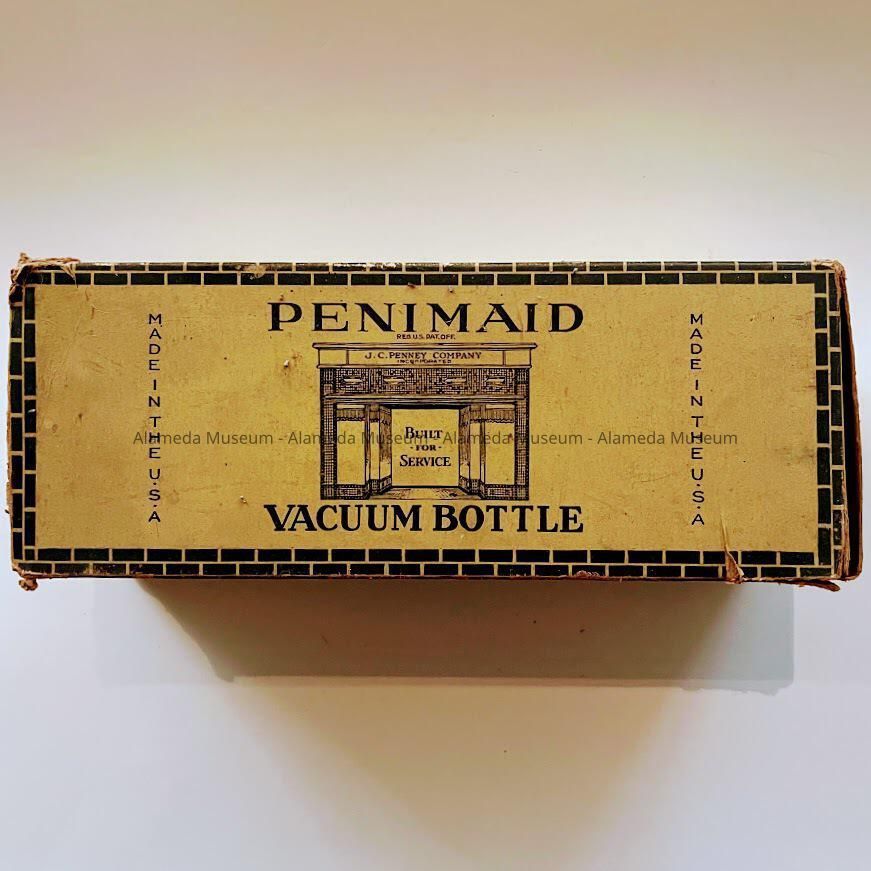 PENIMAID
REG. U.S. PAT. OFF.
J.C. PENNEY COMPANY
INCORPORATED
BUILT
-FOR-
SERVICE
VACUUM BOTTLE
MADE IN THE U.S.A
MADE IN THE U.S.A
Alameda Museum - Alameda Museum - Alameda Museum - Alameda Museum